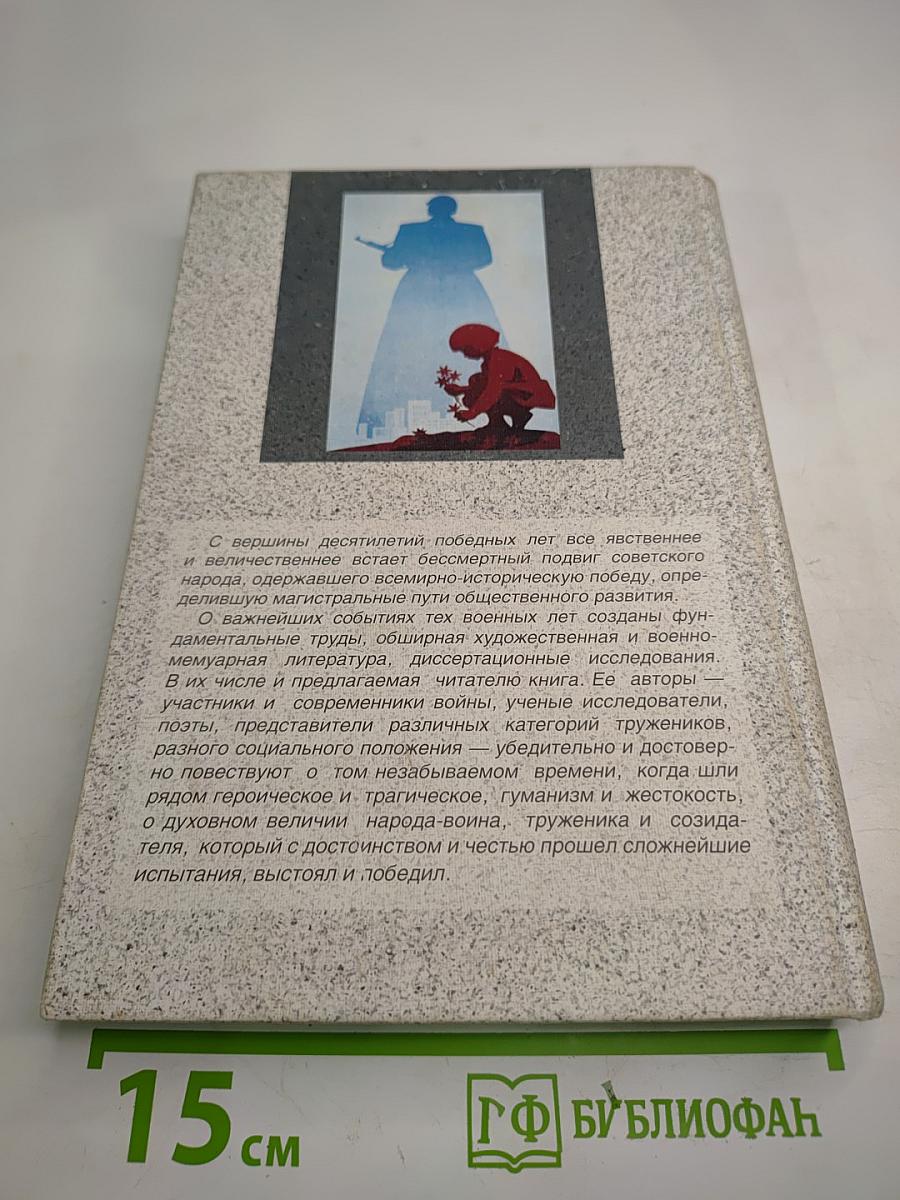 С вершины десятилетий победных лет все явственнее
и величественнее встает бессмертный подвиг советского
народа, одержавшего всемирно-историческую победу, опре-
делившую магистральные пути общественного развития.
О важнейших событиях тех военных лет созданы фун-
даментальные труды, обширная художественная и военно-
мемуарная литература, диссертационные исследования.
В их числе и предлагаемая читателю книга. Ее авторы —
участники и современники войны, ученые исследователи,
поэты, представители различных категорий тружеников,
разного социального положения — убедительно и достовер-
но повествуют о том незабываемом времени, когда шли
рядом героическое и трагическое, гуманизм и жестокость,
о духовном величии народа-воина, труженика и созида-
теля, который с достоинством и честью прошел сложнейшие
испытания, выстоял и победил.
15 см
БФ БИБЛИОФАН